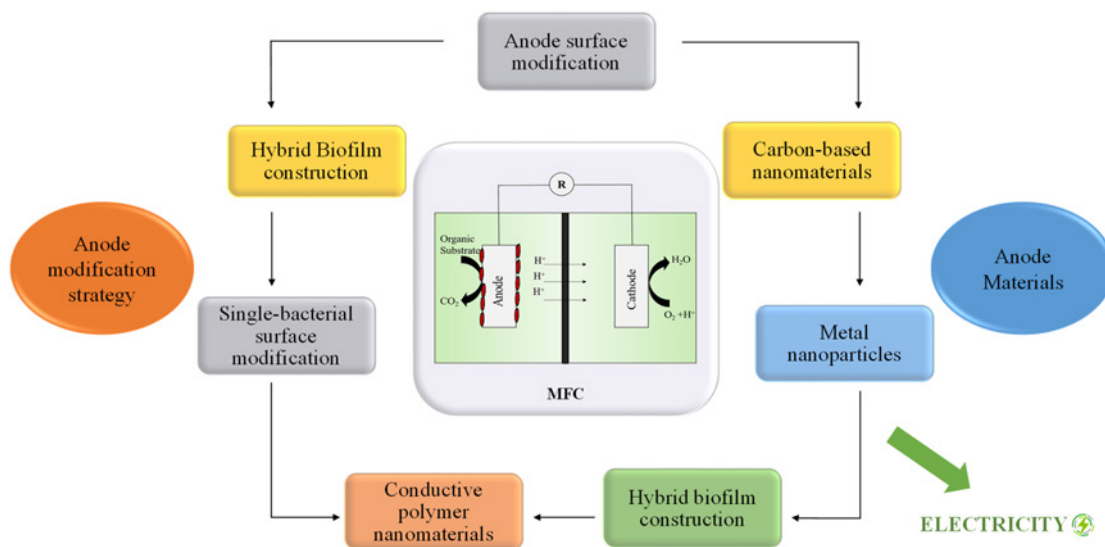 Anode surface
modification
Hybrid Biofilm
construction
Carbon-based
nanomaterials
Anode
modification
strategy
Anode
Materials
R
Organic
Substrate
CO2
Anode
H+
H+
H+
Cathode
H2O
O2 +H+
MFC
Single-bacterial
surface
modification
Metal
nanoparticles
Conductive
polymer
nanomaterials
Hybrid biofilm
construction
ELECTRICITY